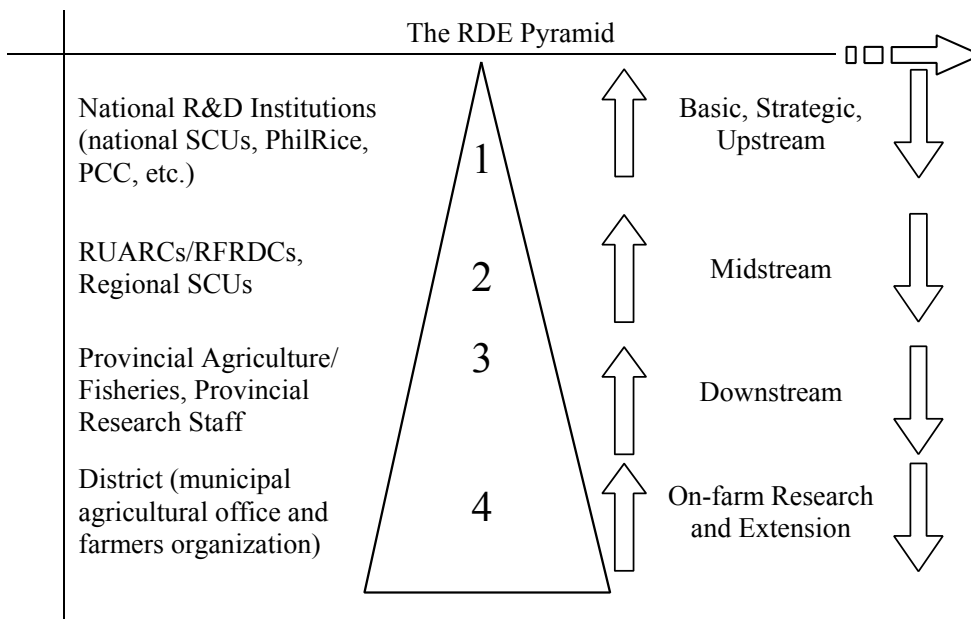 The RDE Pyramid
National R&D Institutions
(national SCUs, PhilRice,
PCC, etc.)
1
Basic, Strategic,
Upstream
RUARCs/RFRDCs,
Regional SCUs
2
Midstream
Provincial Agriculture/
Fisheries, Provincial
Research Staff
3
Downstream
District (municipal
agricultural office and
farmers organization)
4
On-farm Research
and Extension